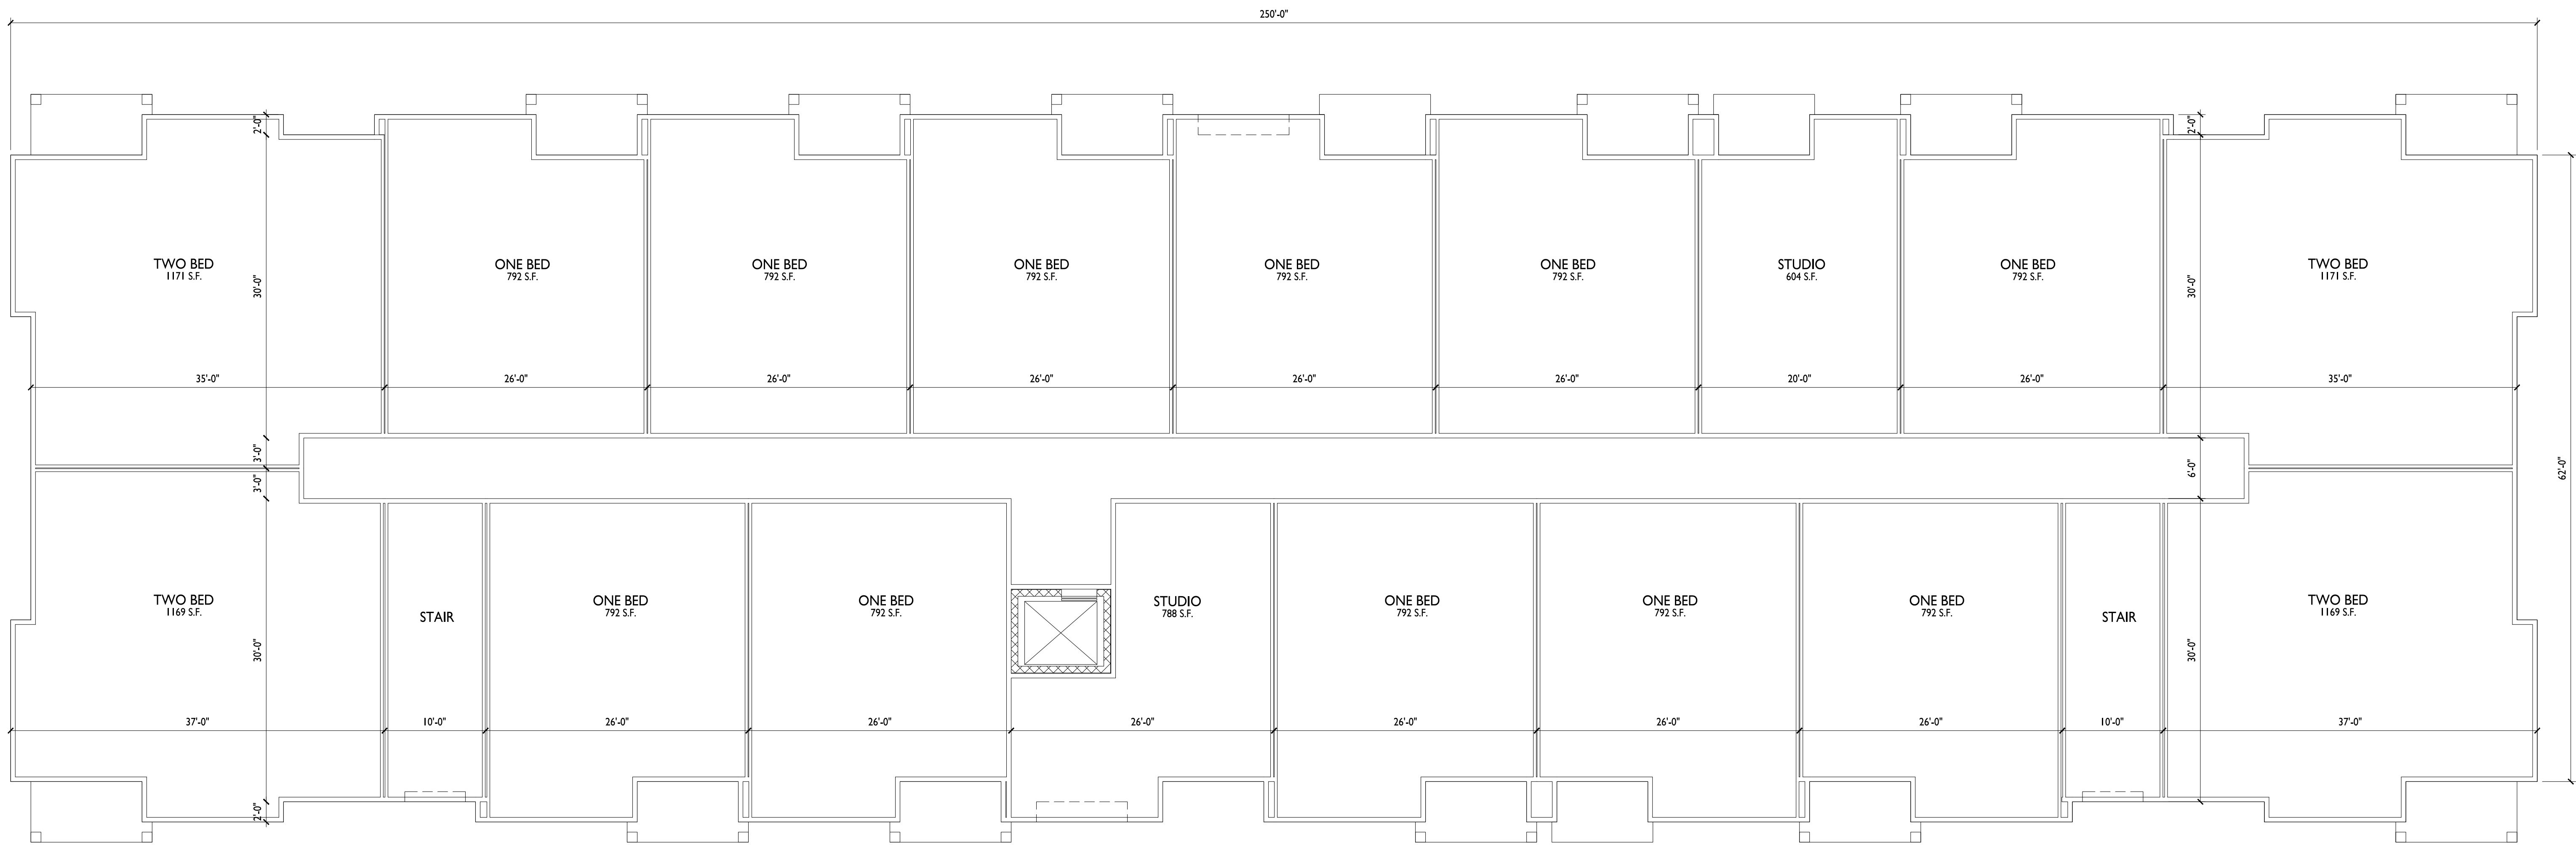 250'-0"
2'-0"
2'-0"
TWO BED
1171 S.F.
ONE BED
792 S.F.
ONE BED
792 S.F.
ONE BED
792 S.F.
ONE BED
792 S.F.
ONE BED
792 S.F.
STUDIO
604 S.F.
ONE BED
792 S.F.
TWO BED
1171 S.F.
30'-0"
30'-0"
35'-0"
26'-0"
26'-0"
26'-0"
26'-0"
26'-0"
20'-0"
26'-0"
35'-0"
3'-0"
3'-0"
6'-0"
62'-0"
TWO BED
1169 S.F.
STAIR
ONE BED
792 S.F.
ONE BED
792 S.F.
STUDIO
788 S.F.
ONE BED
792 S.F.
ONE BED
792 S.F.
ONE BED
792 S.F.
STAIR
TWO BED
1169 S.F.
30'-0"
30'-0"
37'-0"
10'-0"
26'-0"
26'-0"
26'-0"
26'-0"
26'-0"
26'-0"
10'-0"
37'-0"
2'-0"